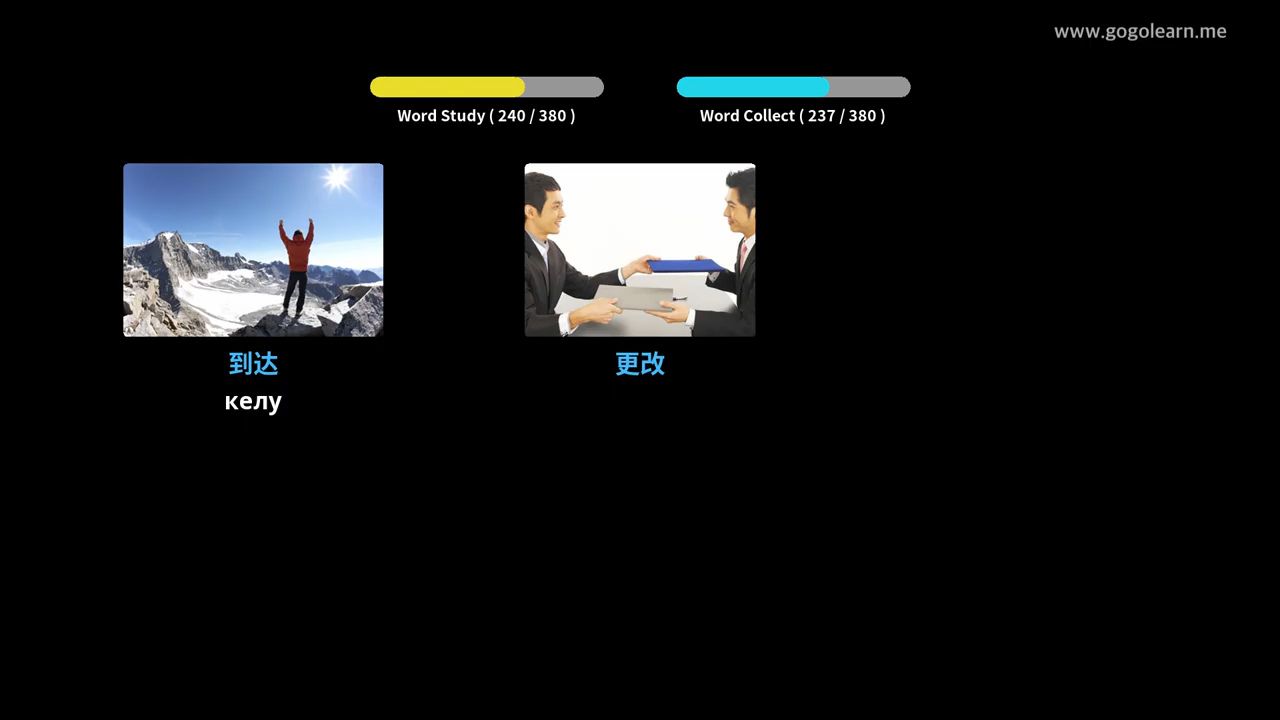 www.gogolearn.me
Word Study ( 240 / 380 )
Word Collect ( 237 / 380 )
到达
келу
更改